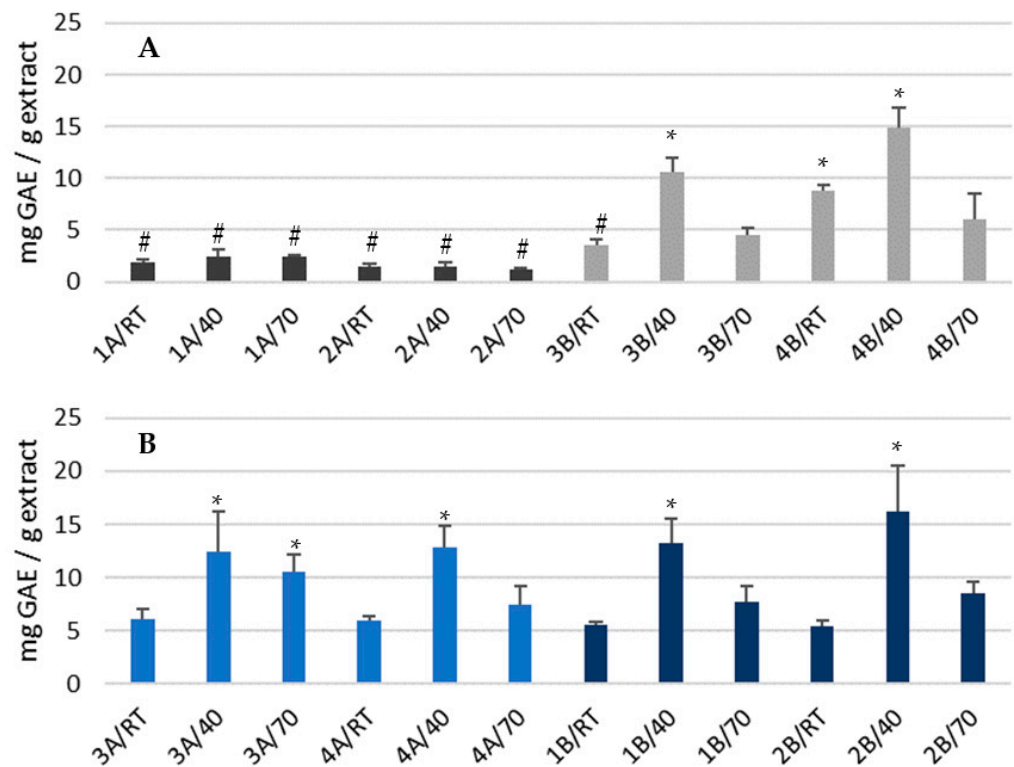 A
mg GAE / g extract
25
20
15
10
5
0
# # # # # # # * * *
1A/RT 1A/40 1A/70 2A/RT 2A/40 2A/70 3B/RT 3B/40 3B/70 4B/RT 4B/40 4B/70
B
mg GAE / g extract
25
20
15
10
5
0
* * * * *
3A/RT 3A/40 3A/70 4A/RT 4A/40 4A/70 1B/RT 1B/40 1B/70 2B/RT 2B/40 2B/70